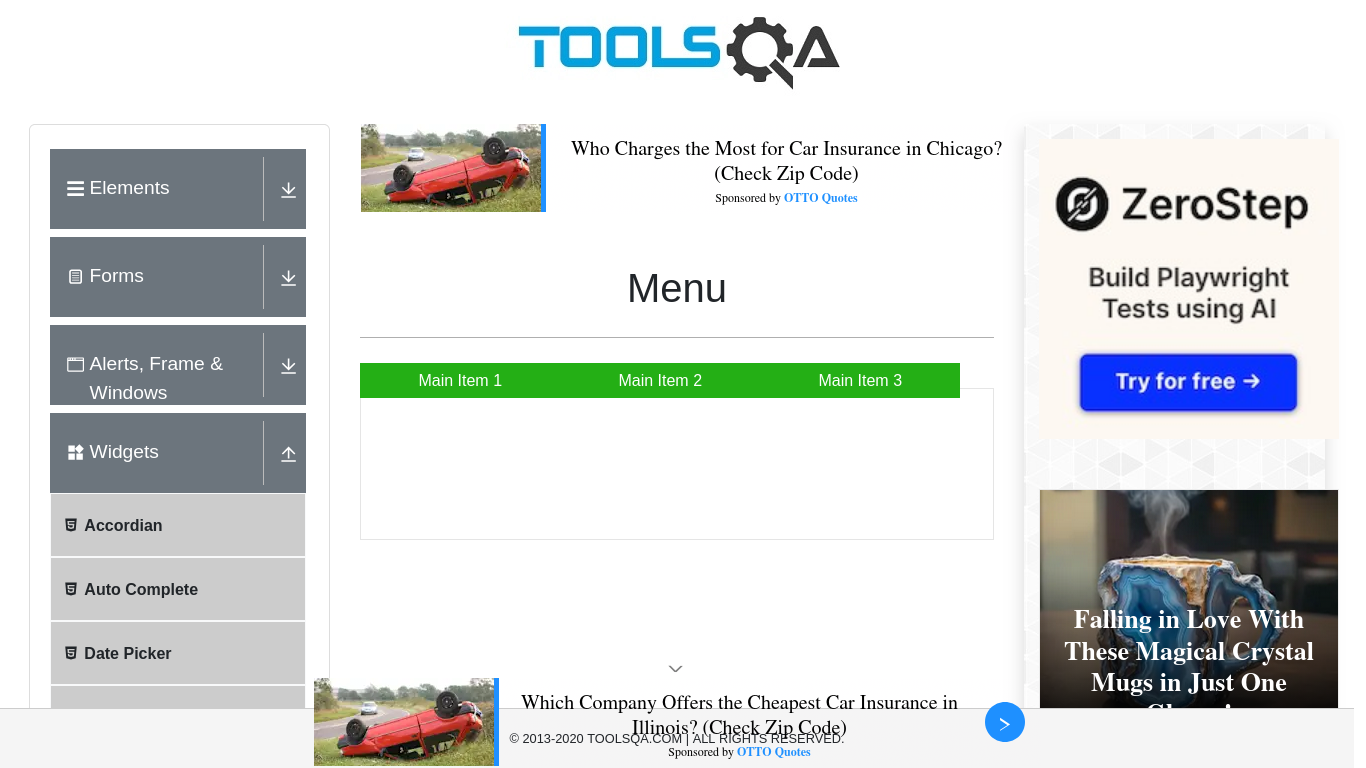 TOOLSQA
Elements
Forms
Alerts, Frame &
Windows
Widgets
Accordian
Auto Complete
Date Picker
Who Charges the Most for Car Insurance in Chicago?
(Check Zip Code)
Sponsored by OTTO Quotes
Menu
Main Item 1
Main Item 2
Main Item 3
ZeroStep
Build Playwright
Tests using AI
Try for free →
Falling in Love With
These Magical Crystal
Mugs in Just One
Which Company Offers the Cheapest Car Insurance in
Illinois? (Check Zip Code)
© 2013-2020 TOOLSQA.COM | ALL RIGHTS RESERVED.
Sponsored by OTTO Quotes